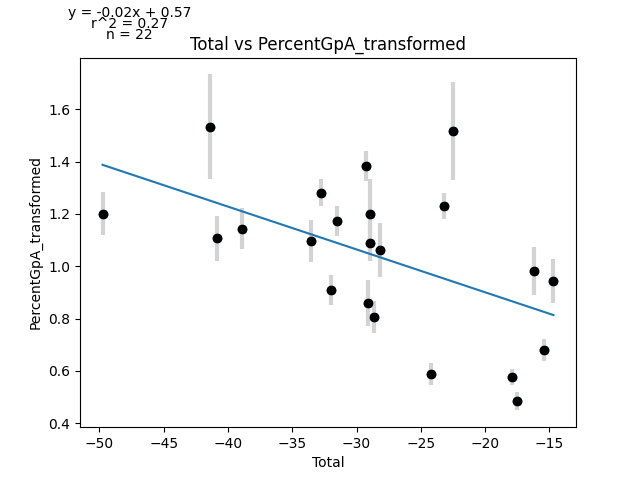 y = -0.02x + 0.57
r^2 = 0.27
n = 22
Total vs PercentGpA_transformed
PercentGpA_transformed
1.6
1.4
1.2
1.0
0.8
0.6
0.4
−50
−45
−40
−35
−30
−25
−20
−15
Total